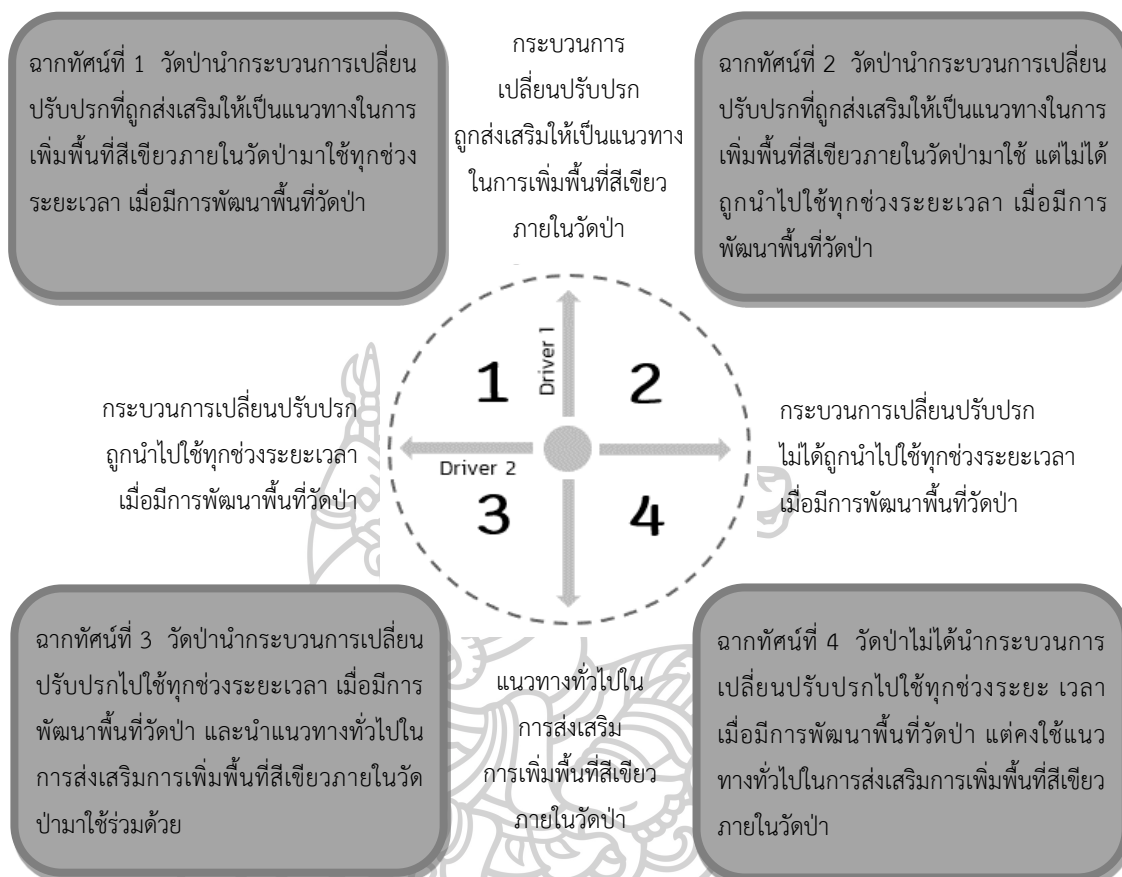 ฉากทัศน์ที่ 1 วัดป่านำกระบวนการเปลี่ยน
ปรับปรกที่ถูกส่งเสริมให้เป็นแนวทางในการ
เพิ่มพื้นที่สีเขียวภายในวัดป่ามาใช้ทุกช่วง
ระยะเวลา เมื่อมีการพัฒนาพื้นที่วัดป่า
กระบวนการ
เปลี่ยนปรับปรก
ถูกส่งเสริมให้เป็นแนวทาง
ในการเพิ่มพื้นที่สีเขียว
ภายในวัดป่า
ฉากทัศน์ที่ 2 วัดป่านำกระบวนการเปลี่ยน
ปรับปรกที่ถูกส่งเสริมให้เป็นแนวทางในการ
เพิ่มพื้นที่สีเขียวภายในวัดป่ามาใช้ แต่ไม่ได้
ถูกนำไปใช้ทุกช่วงระยะเวลา เมื่อมีการ
พัฒนาพื้นที่วัดป่า
กระบวนการเปลี่ยนปรับปรก
ถูกนำไปใช้ทุกช่วงระยะเวลา
เมื่อมีการพัฒนาพื้นที่วัดป่า
1
Driver 1
2
Driver 2
3
4
กระบวนการเปลี่ยนปรับปรก
ไม่ได้ถูกนำไปใช้ทุกช่วงระยะเวลา
เมื่อมีการพัฒนาพื้นที่วัดป่า
ฉากทัศน์ที่ 3 วัดป่านำกระบวนการเปลี่ยน
ปรับปรกไปใช้ทุกช่วงระยะเวลา เมื่อมีการ
พัฒนาพื้นที่วัดป่า และนำแนวทางทั่วไปใน
การส่งเสริมการเพิ่มพื้นที่สีเขียวภายในวัด
ป่ามาใช้ร่วมด้วย
แนวทางทั่วไปใน
การส่งเสริม
การเพิ่มพื้นที่สีเขียว
ภายในวัดป่า
ฉากทัศน์ที่ 4 วัดป่าไม่ได้นำกระบวนการ
เปลี่ยนปรับปรกไปใช้ทุกช่วงระยะ เวลา
เมื่อมีการพัฒนาพื้นที่วัดป่า แต่คงใช้แนว
ทางทั่วไปในการส่งเสริมการเพิ่มพื้นที่สีเขียว
ภายในวัดป่า